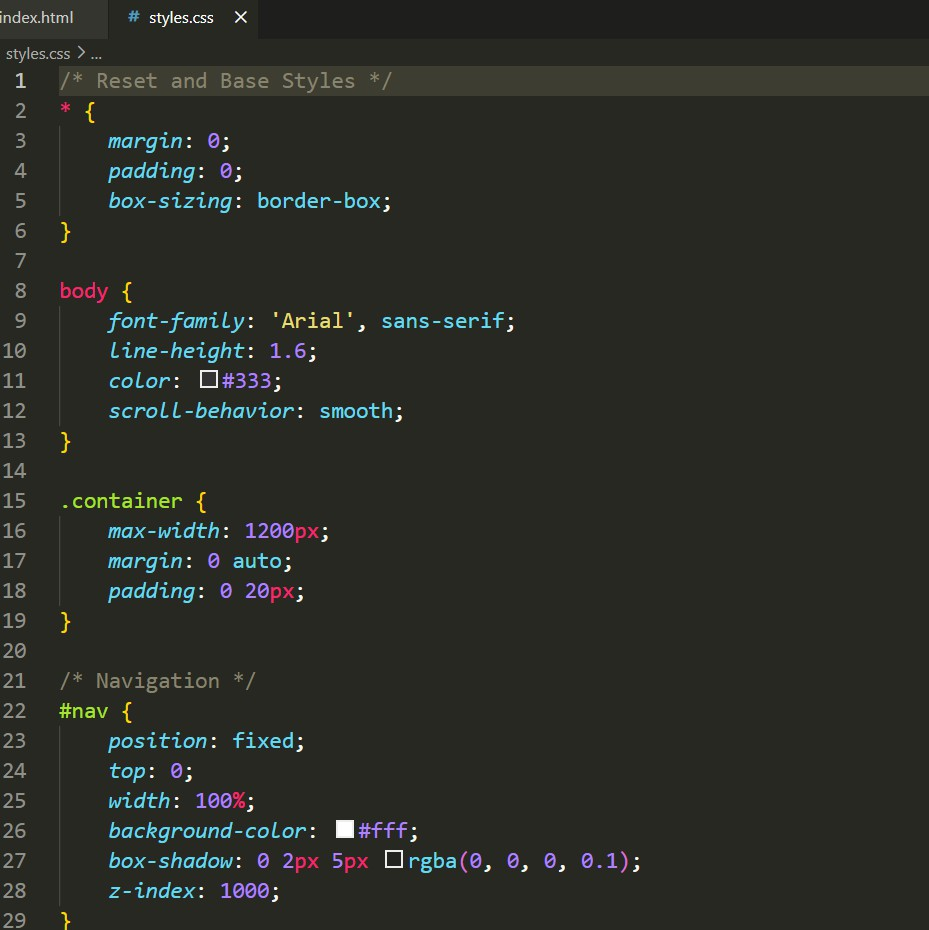 index.html # styles.css ×
styles.css > ...
1 /* Reset and Base Styles */
2 * {
3 margin: 0;
4 padding: 0;
5 box-sizing: border-box;
6 }
7
8 body {
9 font-family: 'Arial', sans-serif;
10 line-height: 1.6;
11 color: #333;
12 scroll-behavior: smooth;
13 }
14
15 .container {
16 max-width: 1200px;
17 margin: 0 auto;
18 padding: 0 20px;
19 }
20
21 /* Navigation */
22 #nav {
23 position: fixed;
24 top: 0;
25 width: 100%;
26 background-color: #fff;
27 box-shadow: 0 2px 5px rgba(0, 0, 0, 0.1);
28 z-index: 1000;
29 }